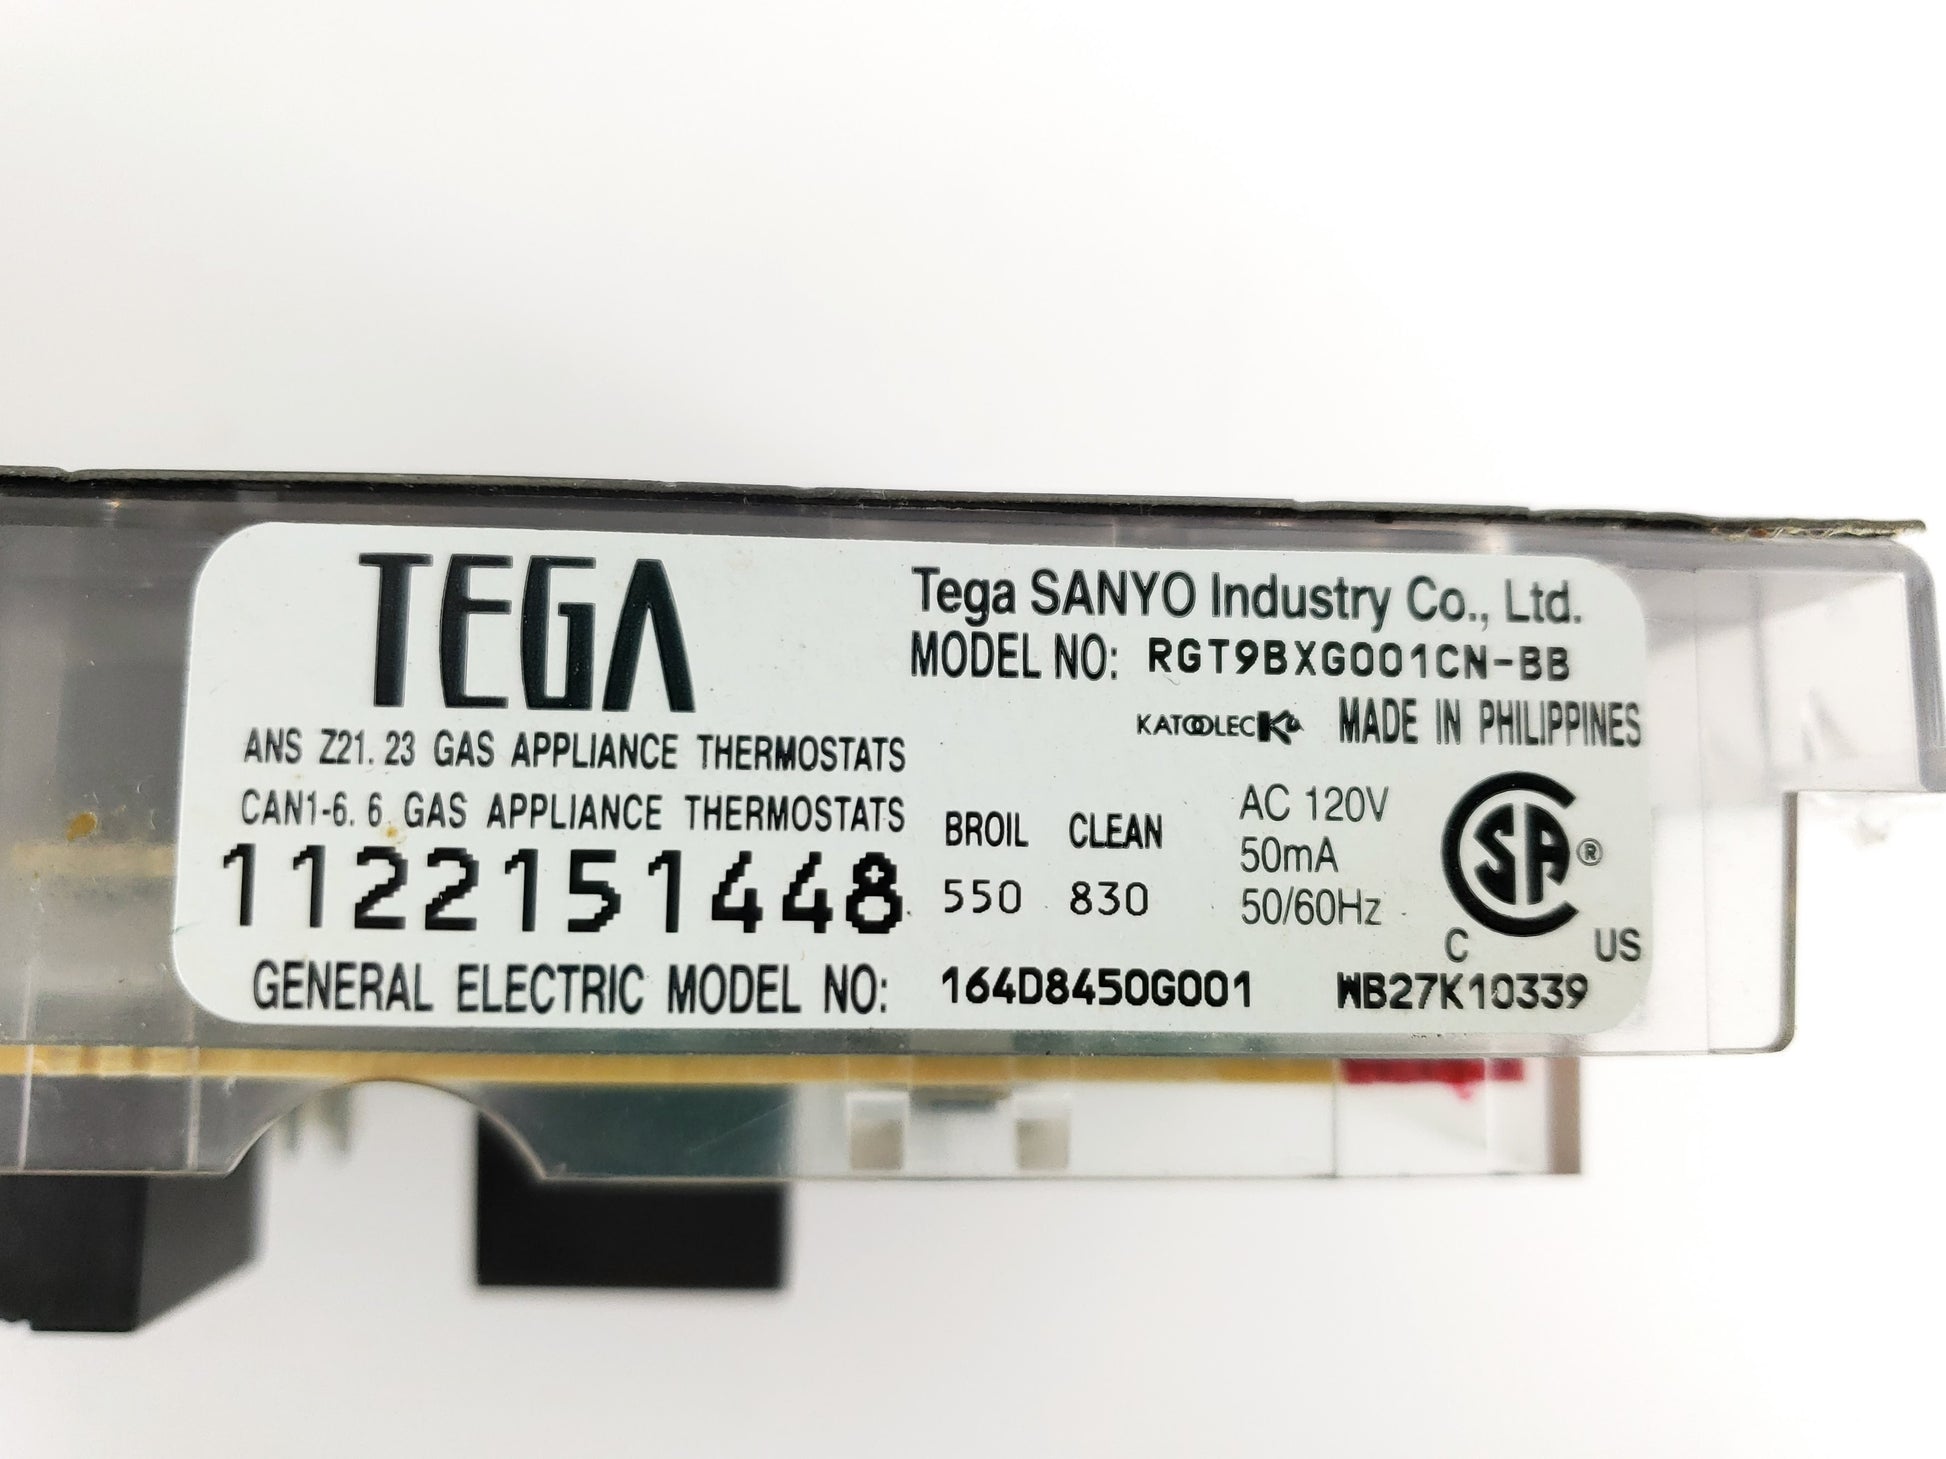 TEGA
Tega SANYO Industry Co., Ltd.
MODEL NO: RGT9BXG001CN-BB
KATOOLEC Ka MADE IN PHILIPPINES
ANS Z21.23 GAS APPLIANCE THERMOSTATS
CAN1-6.6 GAS APPLIANCE THERMOSTATS
1122151448
BROIL CLEAN
550 830
AC 120V
50mA
50/60Hz
SA ®
C US
GENERAL ELECTRIC MODEL NO: 164D8450G001 WB27K10339